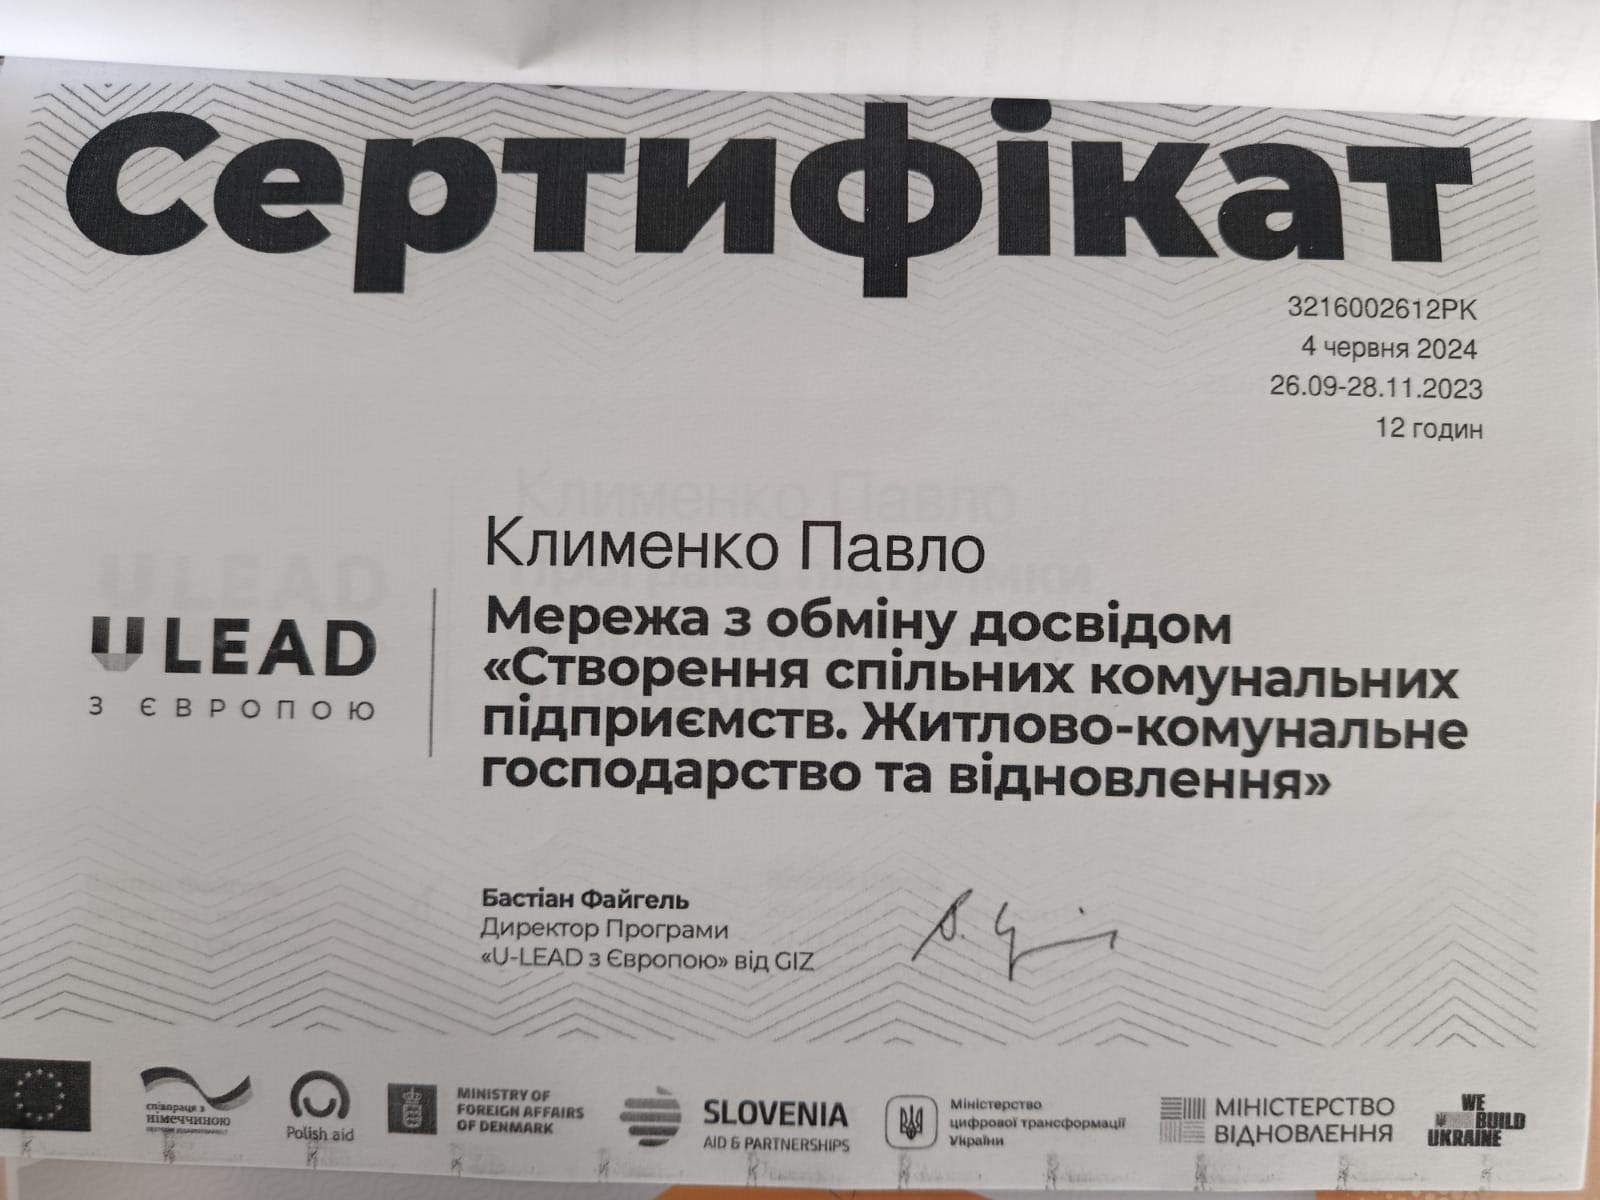 Сертифікат
3216002612РК
4 червня 2024
26.09-28.11.2023
12 годин
Клименко Павло
U LEAD
З ЄВРОПОЮ
Мережа з обміну досвідом
«Створення спільних комунальних
підприємств. Житлово-комунальне
господарство та відновлення»
Бастіан Файгель
Директор Програми
«U-LEAD з Європою» від GIZ
співпраця з
німеччиною
Polish aid
MINISTRY OF
FOREIGN AFFAIRS
OF DENMARK
SLOVENIA
AID & PARTNERSHIPS
Міністерство
цифрової трансформації
України
МІНІСТЕРСТВО
ВІДНОВЛЕННЯ
WE
BUILD
UKRAINE